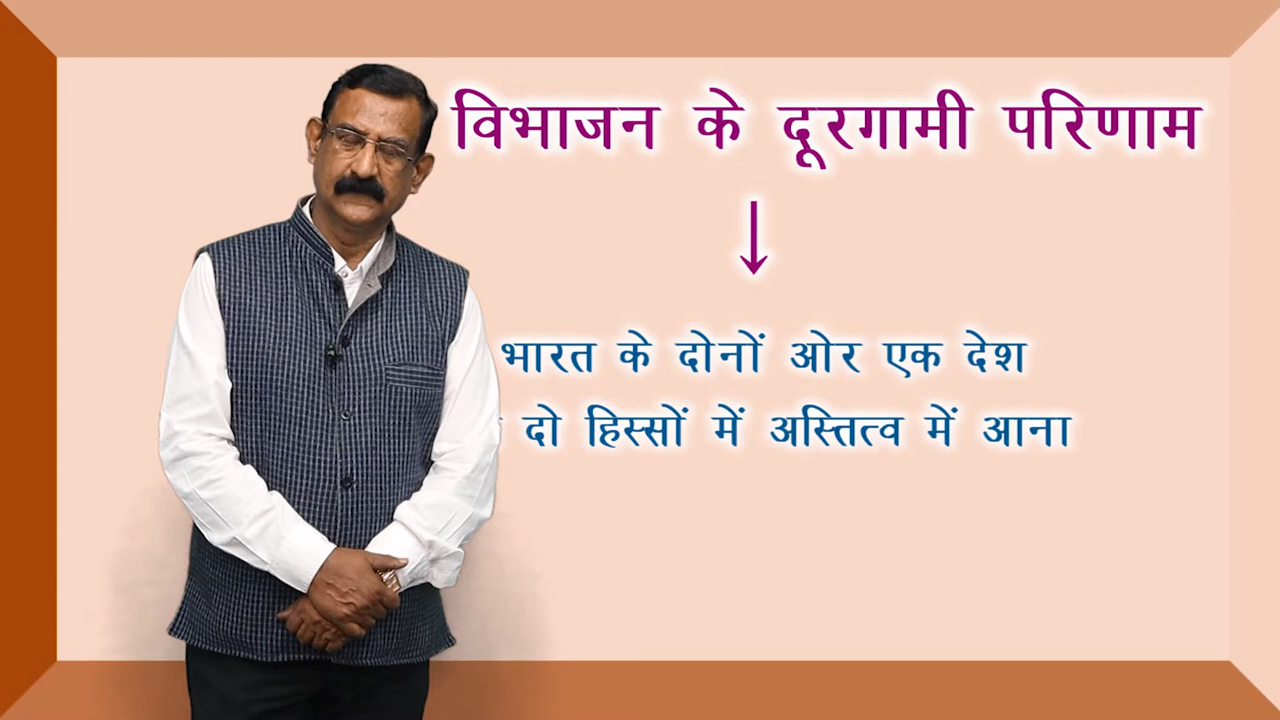 विभाजन के दूरगामी परिणाम
↓
भारत के दोनों ओर एक देश
दो हिस्सों में अस्तित्व में आना